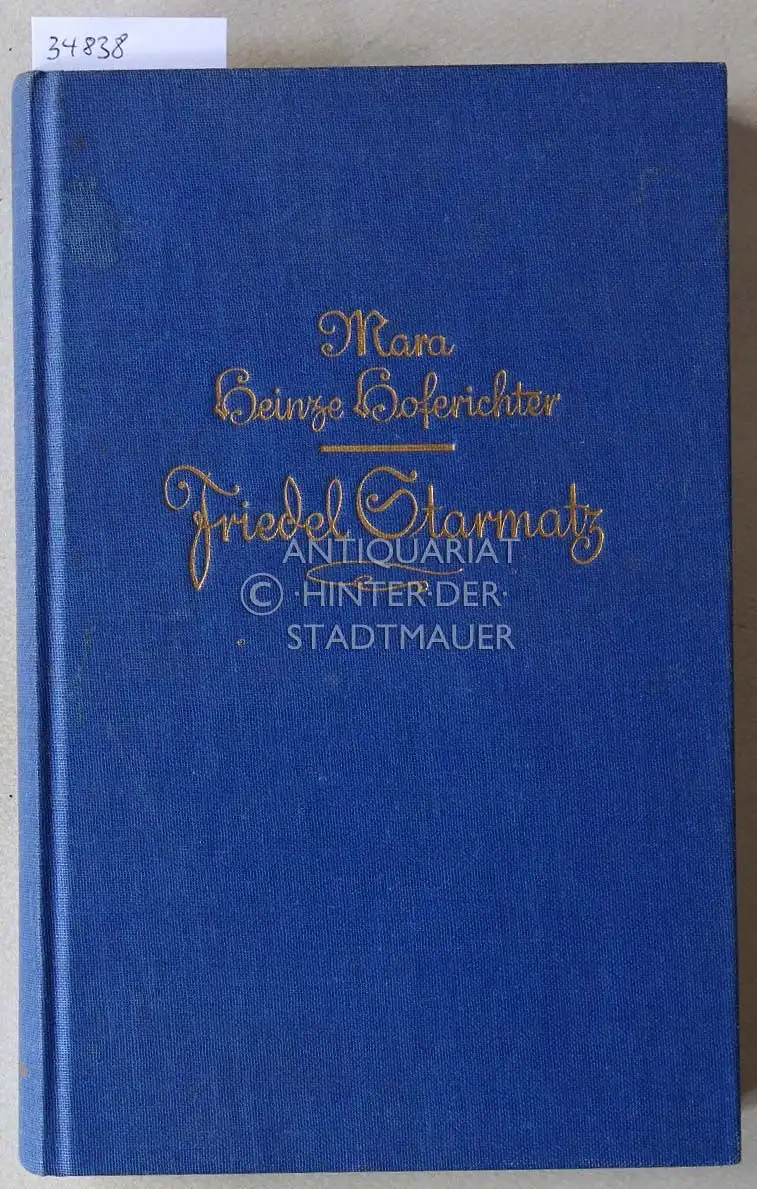 34838
Mara
Heinze Hoferichter
Friedel Starmatz
ANTIQUARIAT
© ·HINTER·DER·
STADTMAUER